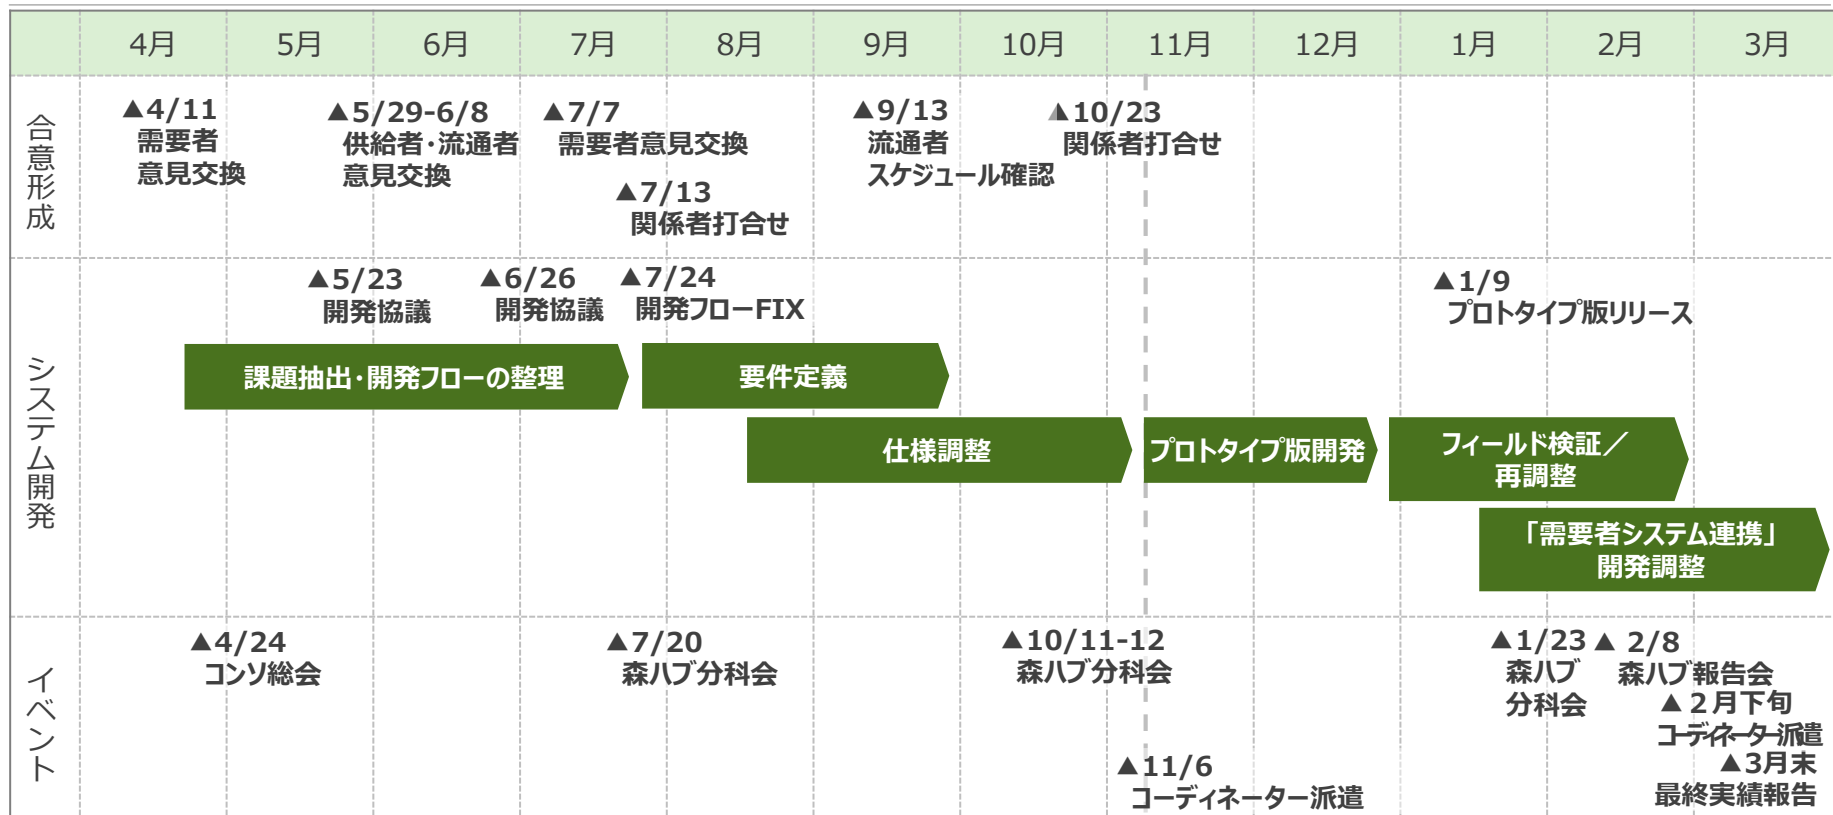 4月 5月 6月 7月 8月 9月 10月 11月 12月 1月 2月 3月
合意形成
▲4/11
需要者
意見交換
▲5/29-6/8
供給者・流通者
意見交換
▲7/7
需要者意見交換
▲7/13
関係者打合せ
▲9/13
流通者
スケジュール確認
▲10/23
関係者打合せ
システム開発
▲5/23
開発協議
▲6/26
開発協議
▲7/24
開発フローFIX
▲1/9
プロトタイプ版リリース
課題抽出・開発フローの整理
要件定義
仕様調整
プロトタイプ版開発
フィールド検証／
再調整
「需要者システム連携」
開発調整
イベント
▲4/24
コンソ総会
▲7/20
森ハブ分科会
▲10/11-12
森ハブ分科会
▲11/6
コーディネーター派遣
▲1/23
森ハブ
分科会
▲ 2/8
森ハブ報告会
▲２月下旬
コーディネーター派遣
▲3月末
最終実績報告